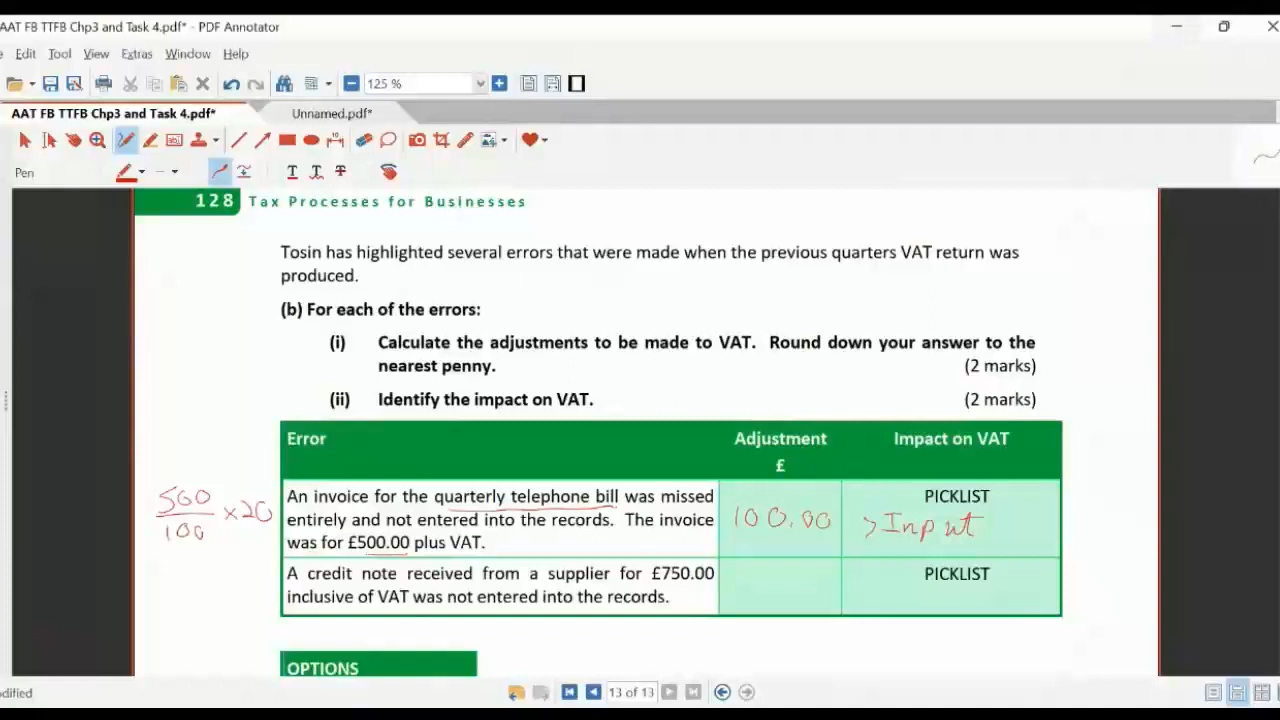 AAT FB TTFB Chp3 and Task 4.pdf* - PDF Annotator
Edit Tool View Extras Window Help
125 %
AAT FB TTFB Chp3 and Task 4.pdf* Unnamed.pdf*
Pen
128 Tax Processes for Businesses
Tosin has highlighted several errors that were made when the previous quarters VAT return was
produced.
(b) For each of the errors:
(i) Calculate the adjustments to be made to VAT. Round down your answer to the
nearest penny. (2 marks)
(ii) Identify the impact on VAT. (2 marks)
Error Adjustment Impact on VAT
£
An invoice for the quarterly telephone bill was missed
entirely and not entered into the records. The invoice
was for £500.00 plus VAT.
100.00
PICKLIST
> Input
500
100
x20
A credit note received from a supplier for £750.00
inclusive of VAT was not entered into the records.
PICKLIST
OPTIONS
odified 13 of 13